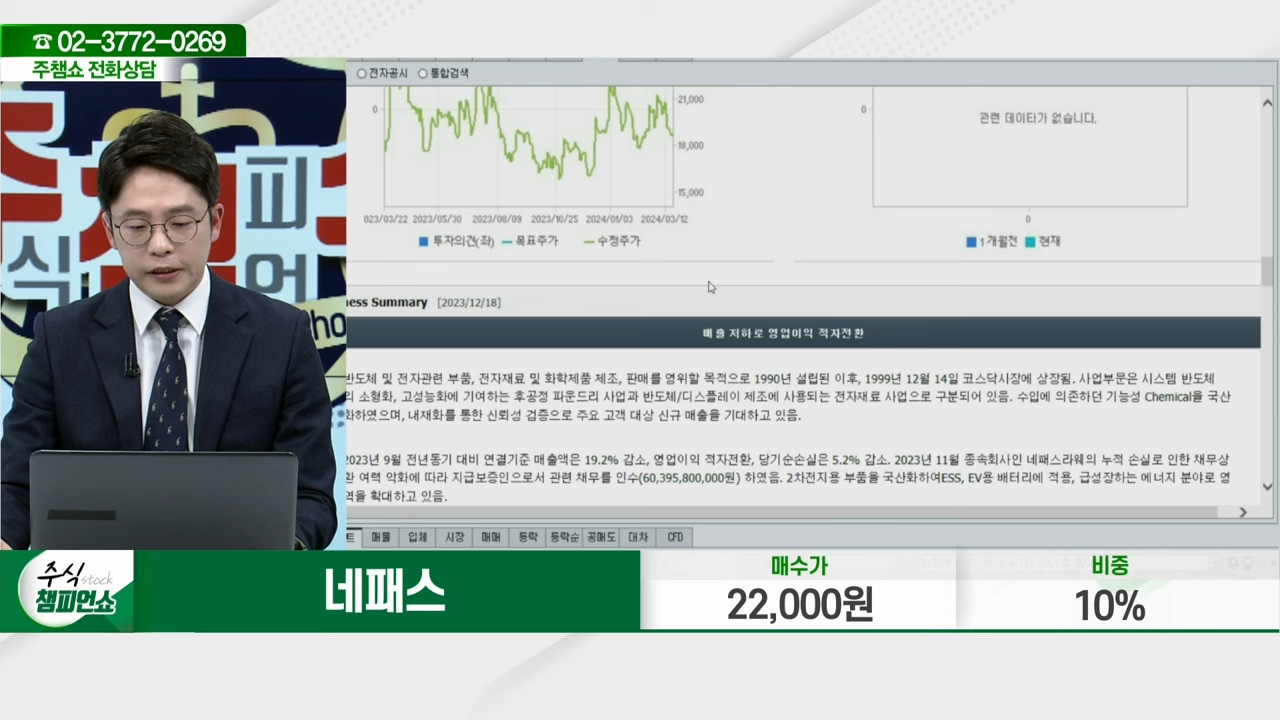 ☎ 02-3772-0269
주챔쇼 전화상담
피
식
언
전자공시 통합검색
0
21,000
18,000
15,000
023/03/22 2023/05/30 2023/08/09 2023/10/25 2024/01/03 2024/03/12
투자의견(좌) 목표주가 수정주가
관련 데이타가 없습니다.
0
0
1개월전 현재
ness Summary [2023/12/18]
매출 저하로 영업이익 적자전환
반도체 및 전자관련 부품, 전자재료 및 화학제품 제조, 판매를 영위할 목적으로 1990년 설립된 이후, 1999년 12월 14일 코스닥시장에 상장됨. 사업부문은 시스템 반도체
의 소형화, 고성능화에 기여하는 후공정 파운드리 사업과 반도체/디스플레이 제조에 사용되는 전자재료 사업으로 구분되어 있음. 수입에 의존하던 기능성 Chemical을 국산
화하였으며, 내재화를 통한 신뢰성 검증으로 주요 고객 대상 신규 매출을 기대하고 있음.
2023년 9월 전년동기 대비 연결기준 매출액은 19.2% 감소, 영업이익 적자전환, 당기순손실은 5.2% 감소. 2023년 11월 종속회사인 네패스라웨의 누적 손실로 인한 채무상
환 여력 악화에 따라 지급보증인으로서 관련 채무를 인수(60,395,800,000원) 하였음. 2차전지용 부품을 국산화하여ESS, EV용 배터리에 적용, 급성장하는 에너지 분야로 영
역을 확대하고 있음.
트 매물 입체 시장 매매 등락 등락순 공매도 대차 CFD
주식 stock
챔피언쇼
네패스
매수가
22,000원
비중
10%